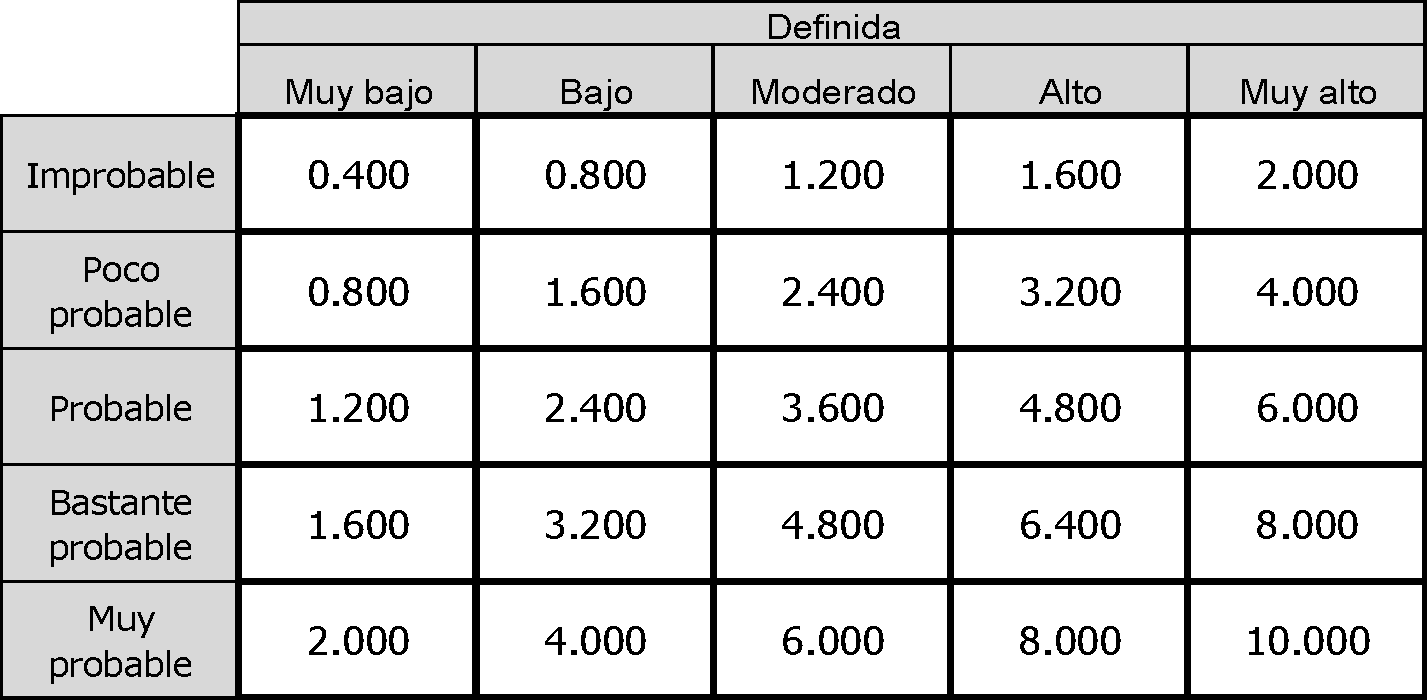 Definida
Muy bajo Bajo Moderado Alto Muy alto
Improbable 0.400 0.800 1.200 1.600 2.000
Poco
probable 0.800 1.600 2.400 3.200 4.000
Probable 1.200 2.400 3.600 4.800 6.000
Bastante
probable 1.600 3.200 4.800 6.400 8.000
Muy
probable 2.000 4.000 6.000 8.000 10.000